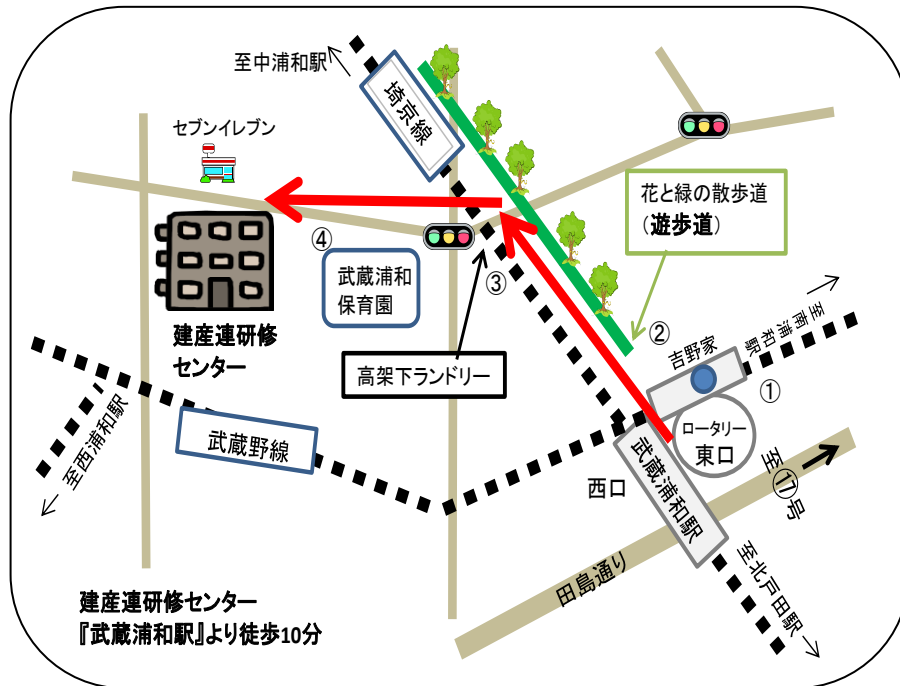 至中浦和駅
埼京線
セブンイレブン
花と緑の散歩道
(遊歩道)
④
武蔵浦和
保育園
③
②
建産連研修
センター
高架下ランドリー
吉野家
至南浦和駅
①
ロータリー
東口
至西浦和駅
武蔵野線
西口
武蔵浦和駅
至⑰号
田島通り
至北戸田駅
建産連研修センター
『武蔵浦和駅』より徒歩10分